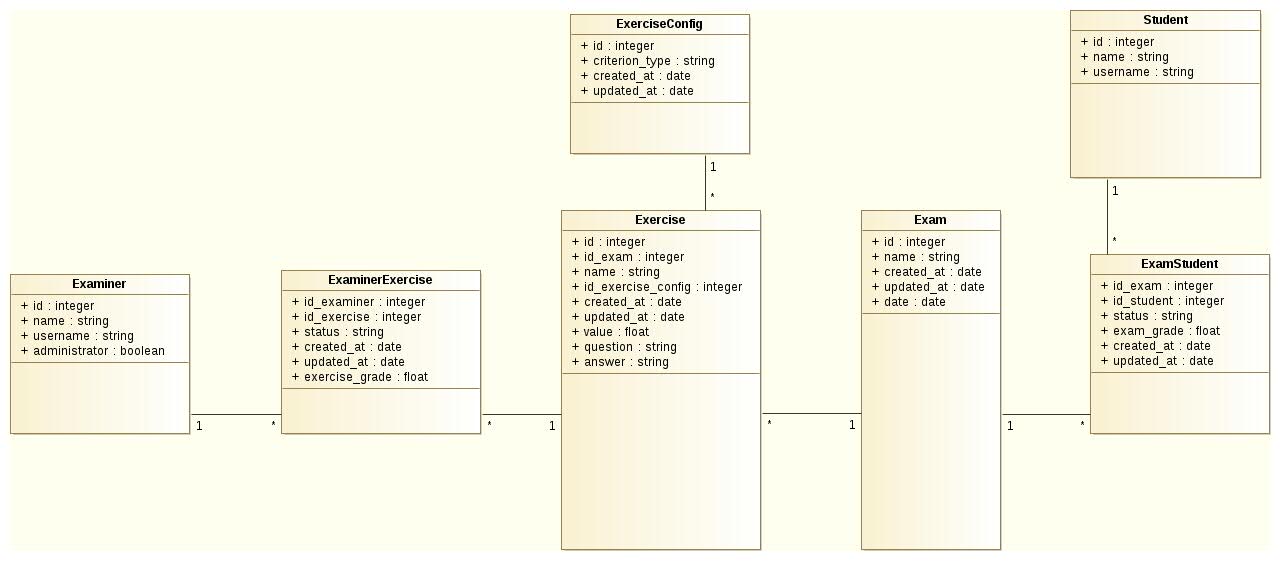 ExerciseConfig
+ id : integer
+ criterion_type : string
+ created_at : date
+ updated_at : date
1
*
Student
+ id : integer
+ name : string
+ username : string
1
*
Examiner
+ id : integer
+ name : string
+ username : string
+ administrator : boolean
1
*
ExaminerExercise
+ id_examiner : integer
+ id_exercise : integer
+ status : string
+ created_at : date
+ updated_at : date
+ exercise_grade : float
*
1
Exercise
+ id : integer
+ id_exam : integer
+ name : string
+ id_exercise_config : integer
+ created_at : date
+ updated_at : date
+ value : float
+ question : string
+ answer : string
*
1
Exam
+ id : integer
+ name : string
+ created_at : date
+ updated_at : date
+ date : date
1
*
ExamStudent
+ id_exam : integer
+ id_student : integer
+ status : string
+ exam_grade : float
+ created_at : date
+ updated_at : date